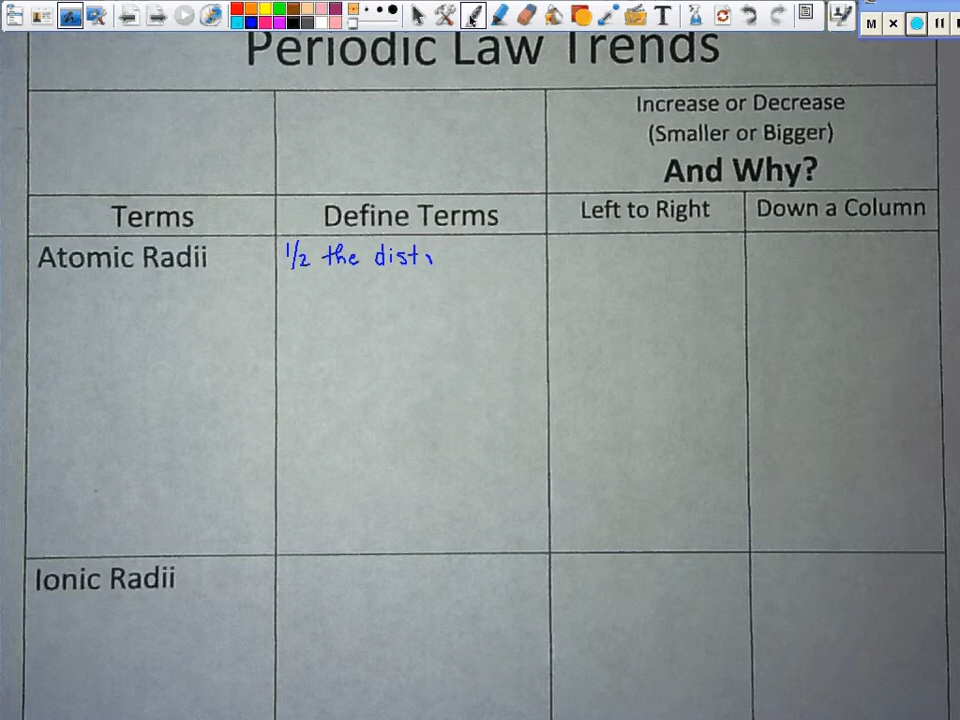 Periodic Law Trends
Increase or Decrease
(Smaller or Bigger)
And Why?
Terms
Define Terms
Left to Right
Down a Column
Atomic Radii
1/2 the dist
Ionic Radii